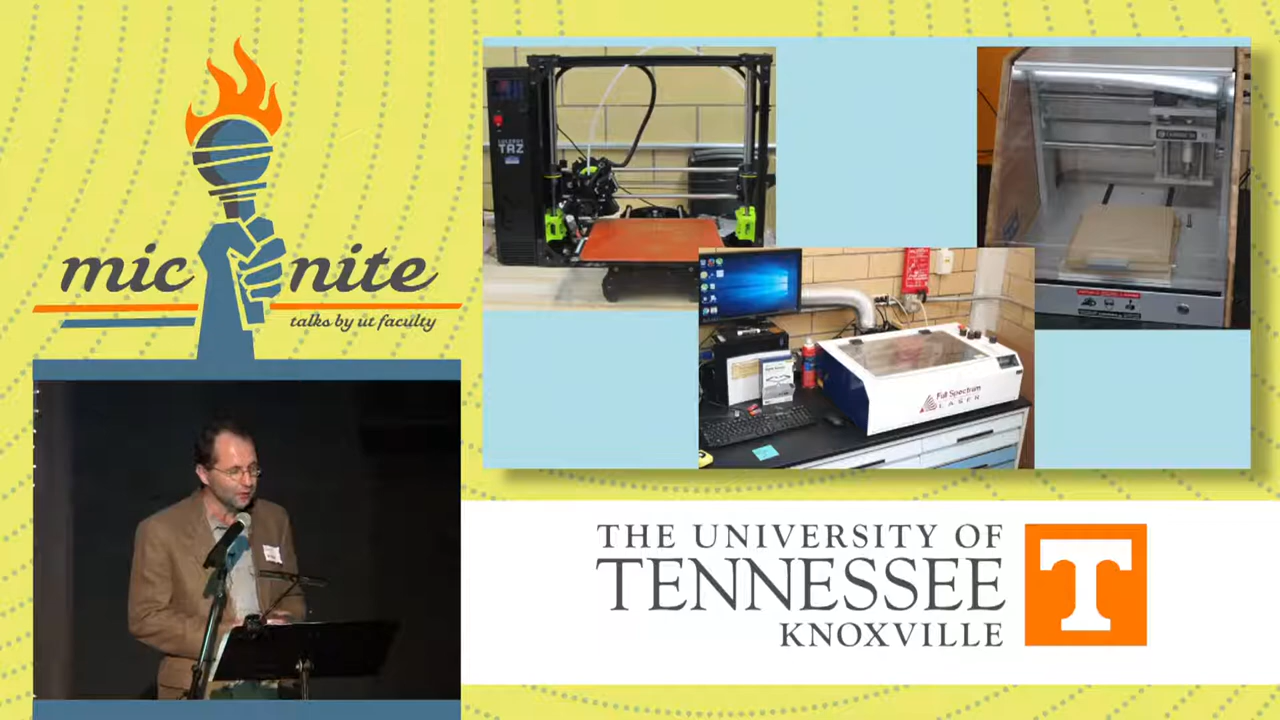 mic nite
talks by ut faculty
TAZ
Full Spectrum
LASER
THE UNIVERSITY OF
TENNESSEE
KNOXVILLE
T